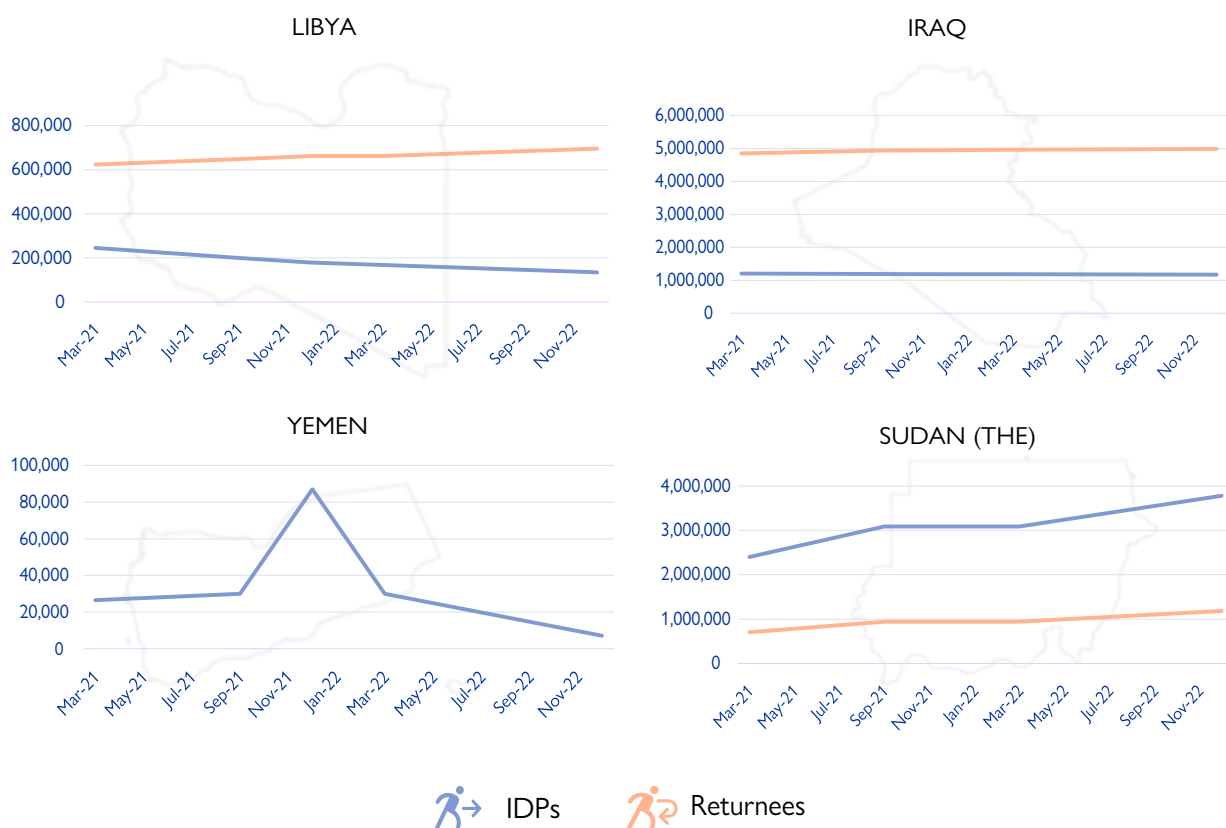 LIBYA
800,000
600,000
400,000
200,000
0
Mar-21 May-21 Jul-21 Sep-21 Nov-21 Jan-22 Mar-22 May-22 Jul-22 Sep-22 Nov-22
IRAQ
6,000,000
5,000,000
4,000,000
3,000,000
2,000,000
1,000,000
0
Mar-21 May-21 Jul-21 Sep-21 Nov-21 Jan-22 Mar-22 May-22 Jul-22 Sep-22 Nov-22
YEMEN
100,000
80,000
60,000
40,000
20,000
0
Mar-21 May-21 Jul-21 Sep-21 Nov-21 Jan-22 Mar-22 May-22 Jul-22 Sep-22 Nov-22
SUDAN (THE)
4,000,000
3,000,000
2,000,000
1,000,000
0
Mar-21 May-21 Jul-21 Sep-21 Nov-21 Jan-22 Mar-22 May-22 Jul-22 Sep-22 Nov-22
IDPs Returnees